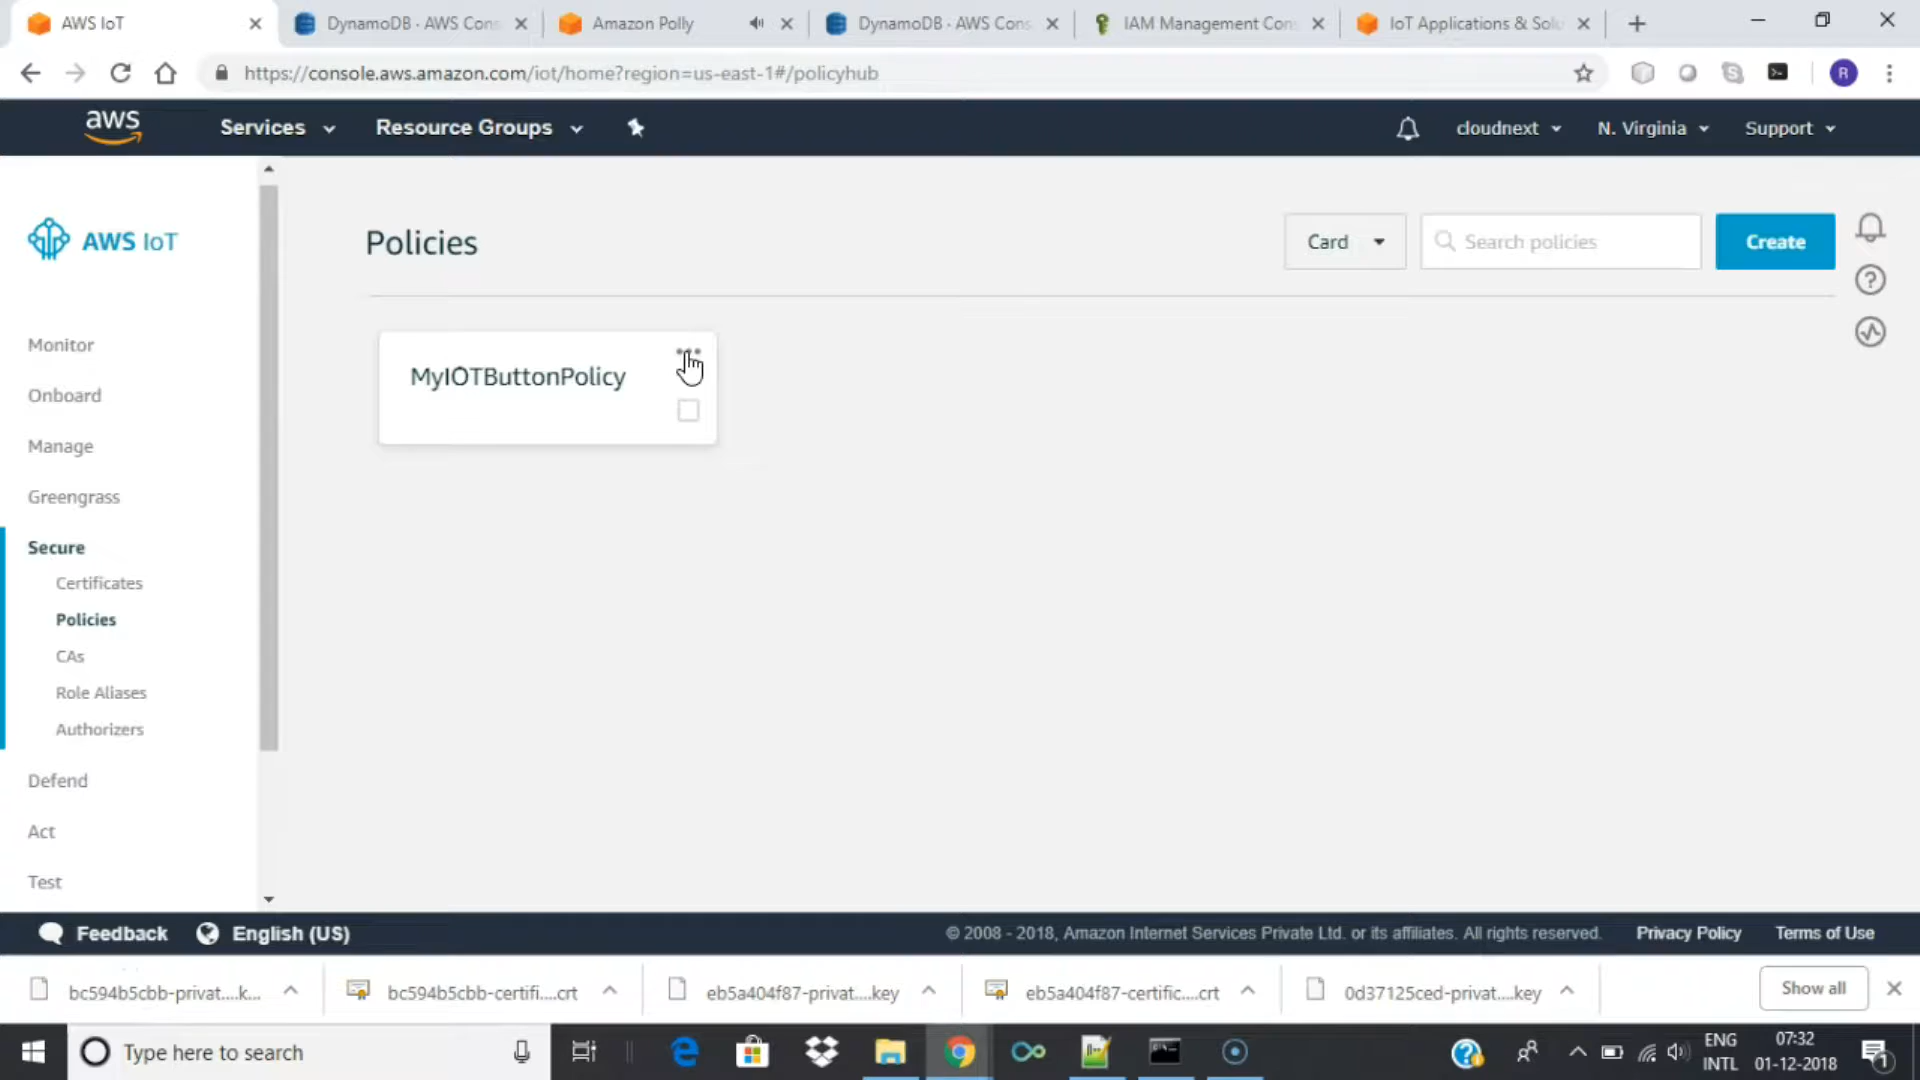 AWS IoT
DynamoDB · AWS Cons
Amazon Polly
DynamoDB · AWS Cons
IAM Management Con
IoT Applications & Solu
https://console.aws.amazon.com/iot/home?region=us-east-1#/policyhub
R
aws
Services
Resource Groups
cloudnext
N. Virginia
Support
AWS IoT
Policies
Card
Search policies
Create
MyIOTButtonPolicy
Monitor
Onboard
Manage
Greengrass
Secure
Certificates
Policies
CAs
Role Aliases
Authorizers
Defend
Act
Test
Feedback
English (US)
© 2008 - 2018, Amazon Internet Services Private Ltd. or its affiliates. All rights reserved.
Privacy Policy
Terms of Use
bc594b5cbb-privat....k...
bc594b5cbb-certifi....crt
eb5a404f87-privat....key
eb5a404f87-certific....crt
0d37125ced-privat....key
Show all
Type here to search
ENG
INTL
07:32
01-12-2018
1